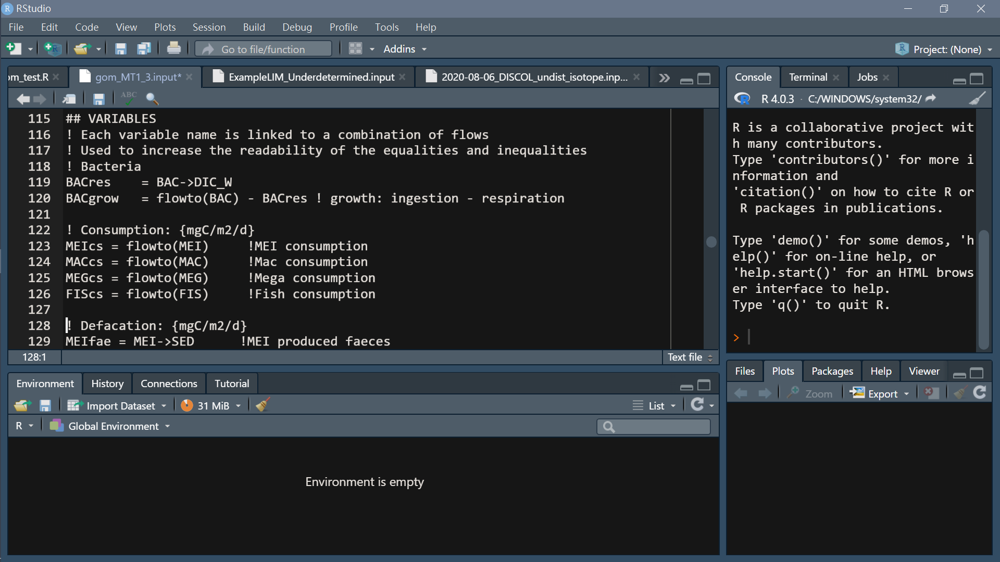 RStudio
File Edit Code View Plots Session Build Debug Profile Tools Help
Go to file/function Addins Project: (None)
om_test.R gom_MT1_3.input* ExampleLIM_Underdetermined.input 2020-08-06_DISCOL_undist_isotope.inp...
ABC
115 ## VARIABLES
116 ! Each variable name is linked to a combination of flows
117 ! Used to increase the readability of the equalities and inequalities
118 ! Bacteria
119 BACres = BAC->DIC_W
120 BACgrow = flowto(BAC) - BACres ! growth: ingestion - respiration
121
122 ! Consumption: {mgC/m2/d}
123 MEIcs = flowto(MEI) !MEI consumption
124 MACcs = flowto(MAC) !Mac consumption
125 MEGcs = flowto(MEG) !Mega consumption
126 FIScs = flowto(FIS) !Fish consumption
127
128 ! Defacation: {mgC/m2/d}
129 MEIfae = MEI->SED !MEI produced faeces
128:1 Text file
Console Terminal Jobs
R 4.0.3 · C:/WINDOWS/system32/
R is a collaborative project wit
h many contributors.
Type 'contributors()' for more i
nformation and
'citation()' on how to cite R or
R packages in publications.
Type 'demo()' for some demos, 'h
elp()' for on-line help, or
'help.start()' for an HTML brows
er interface to help.
Type 'q()' to quit R.
>
Environment History Connections Tutorial
Import Dataset 31 MiB List
R Global Environment
Environment is empty
Files Plots Packages Help Viewer
Zoom Export